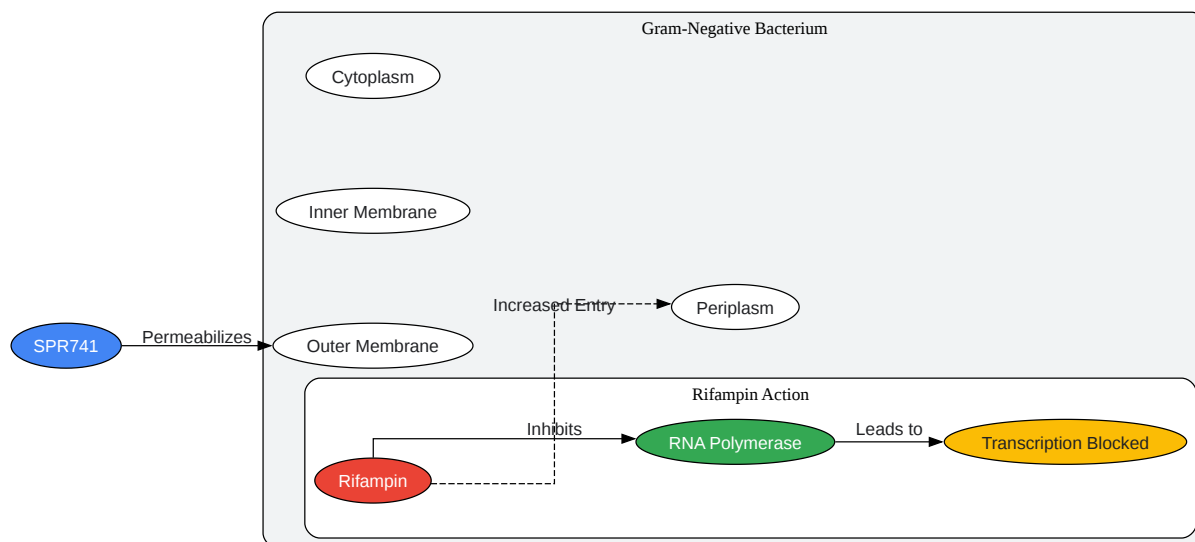 Gram-Negative Bacterium
Cytoplasm
Inner Membrane
Increased Entry
Periplasm
SPR741
Permeabilizes
Outer Membrane
Rifampin Action
Inhibits
RNA Polymerase
Leads to
Transcription Blocked
Rifampin